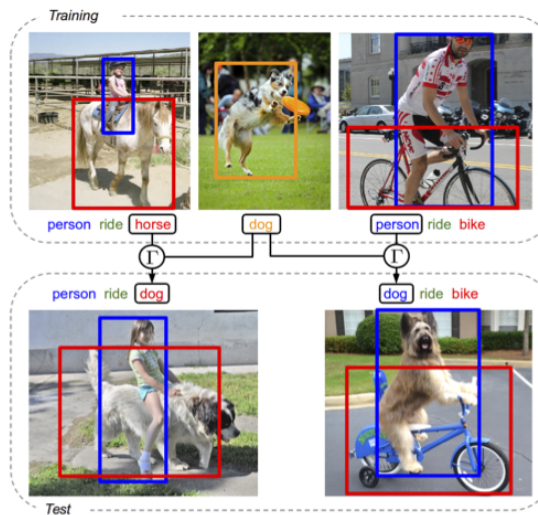 Training
person ride horse
dog
person ride bike
Γ Γ
person ride dog
dog ride bike
Test